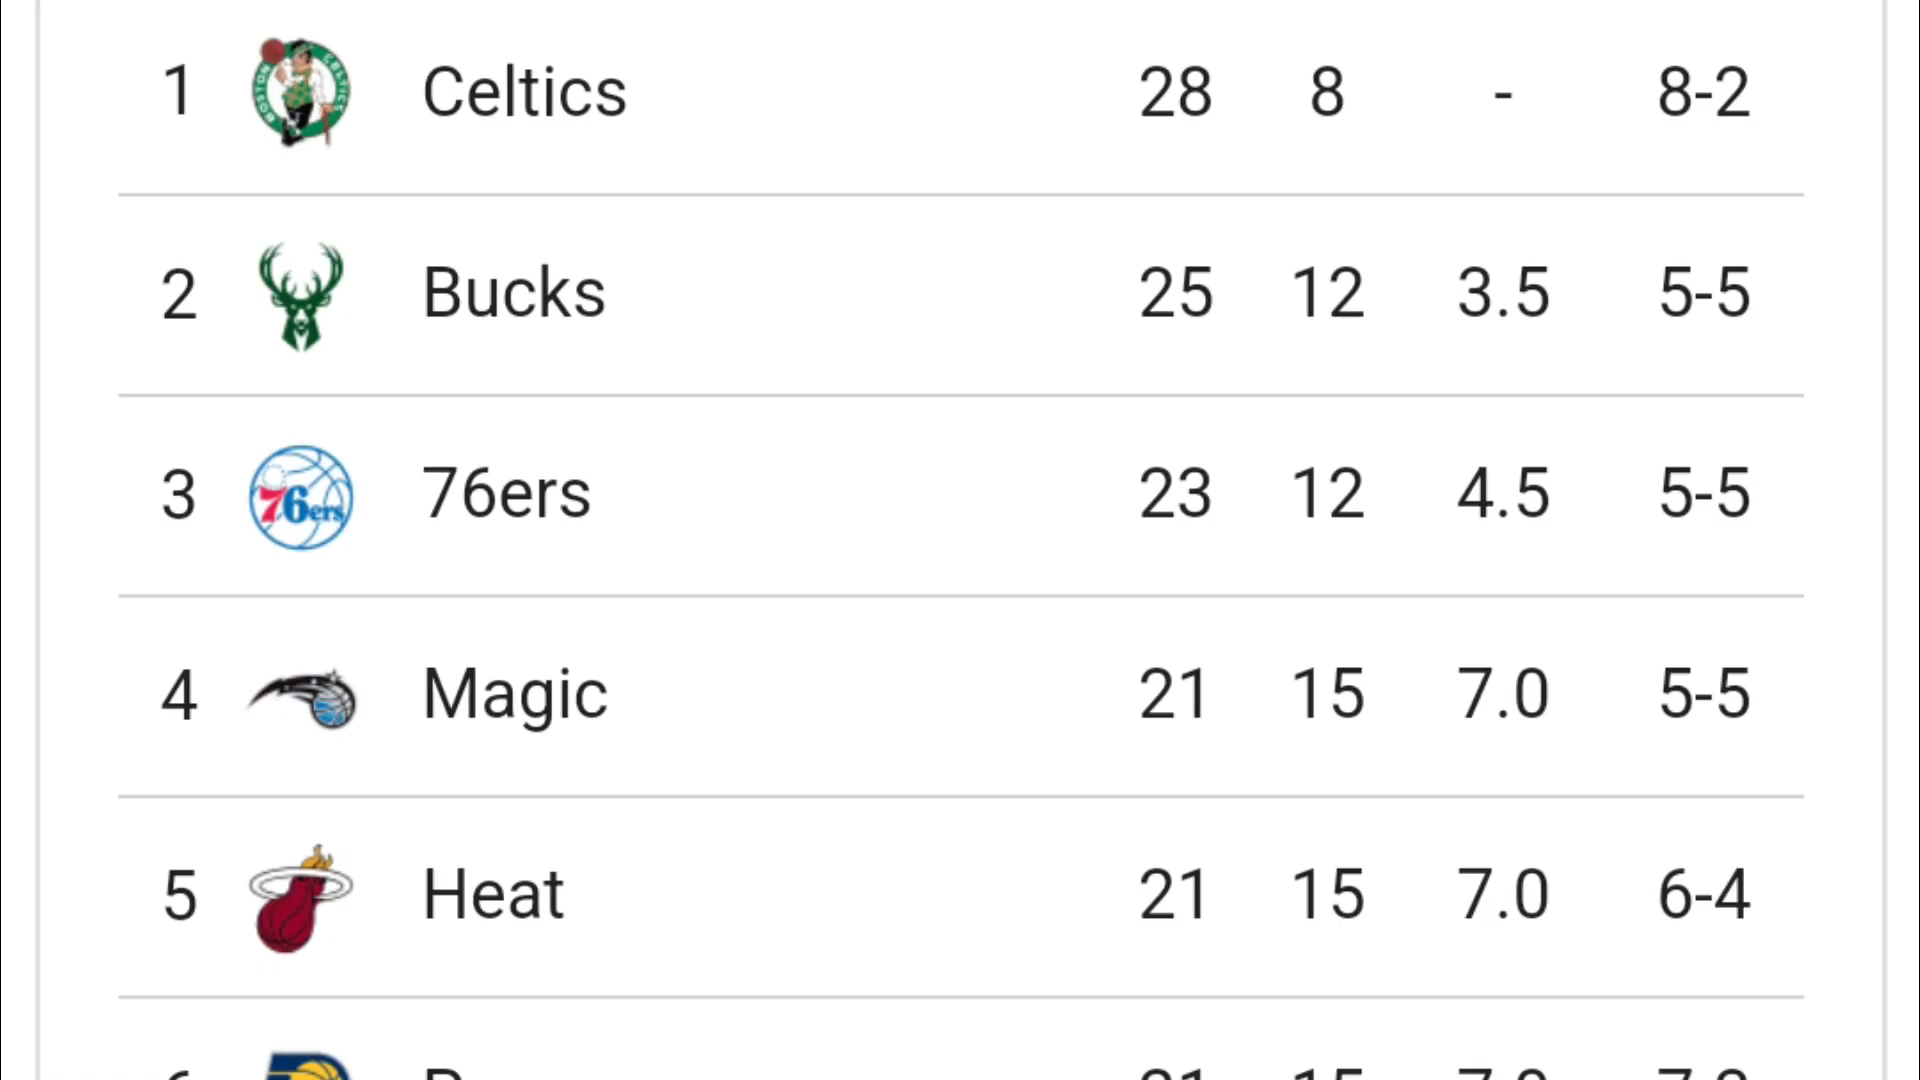 1 Celtics 28 8 - 8-2
2 Bucks 25 12 3.5 5-5
3 76ers 23 12 4.5 5-5
4 Magic 21 15 7.0 5-5
5 Heat 21 15 7.0 6-4